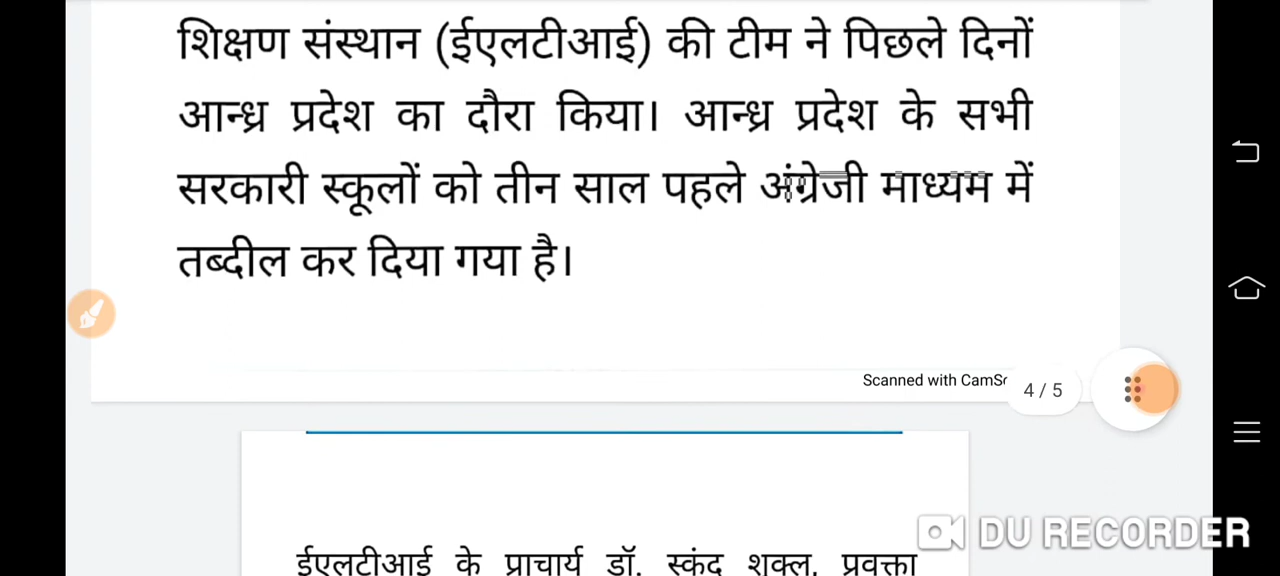 शिक्षण संस्थान (ईएलटीआई) की टीम ने पिछले दिनों
आन्ध्र प्रदेश का दौरा किया। आन्ध्र प्रदेश के सभी
सरकारी स्कूलों को तीन साल पहले अंग्रेजी माध्यम में
तब्दील कर दिया गया है।
Scanned with CamSc
4 / 5
DU RECORDER
ईएलटीआई के प्राचार्य डॉ. स्कंद शुक्ल, प्रवक्ता